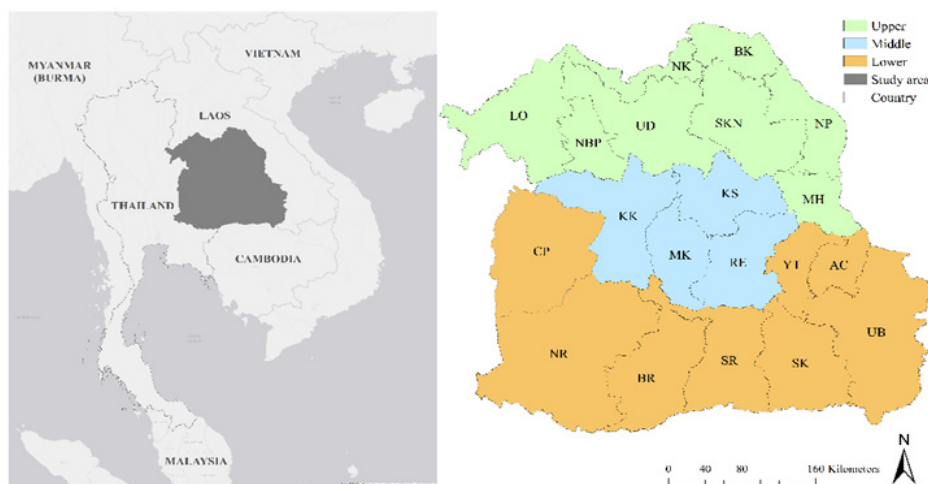 VIETNAM
MYANMAR
(BURMA)
LAOS
THAILAND
CAMBODIA
MALAYSIA
Upper
Middle
Lower
Study area
Country
BK
NK
LO
UD
SKN
NP
NBP
KS
MH
KK
CP
MK
RE
YT
AC
UB
NR
BR
SR
SK
N
0 40 80 160 Kilometers